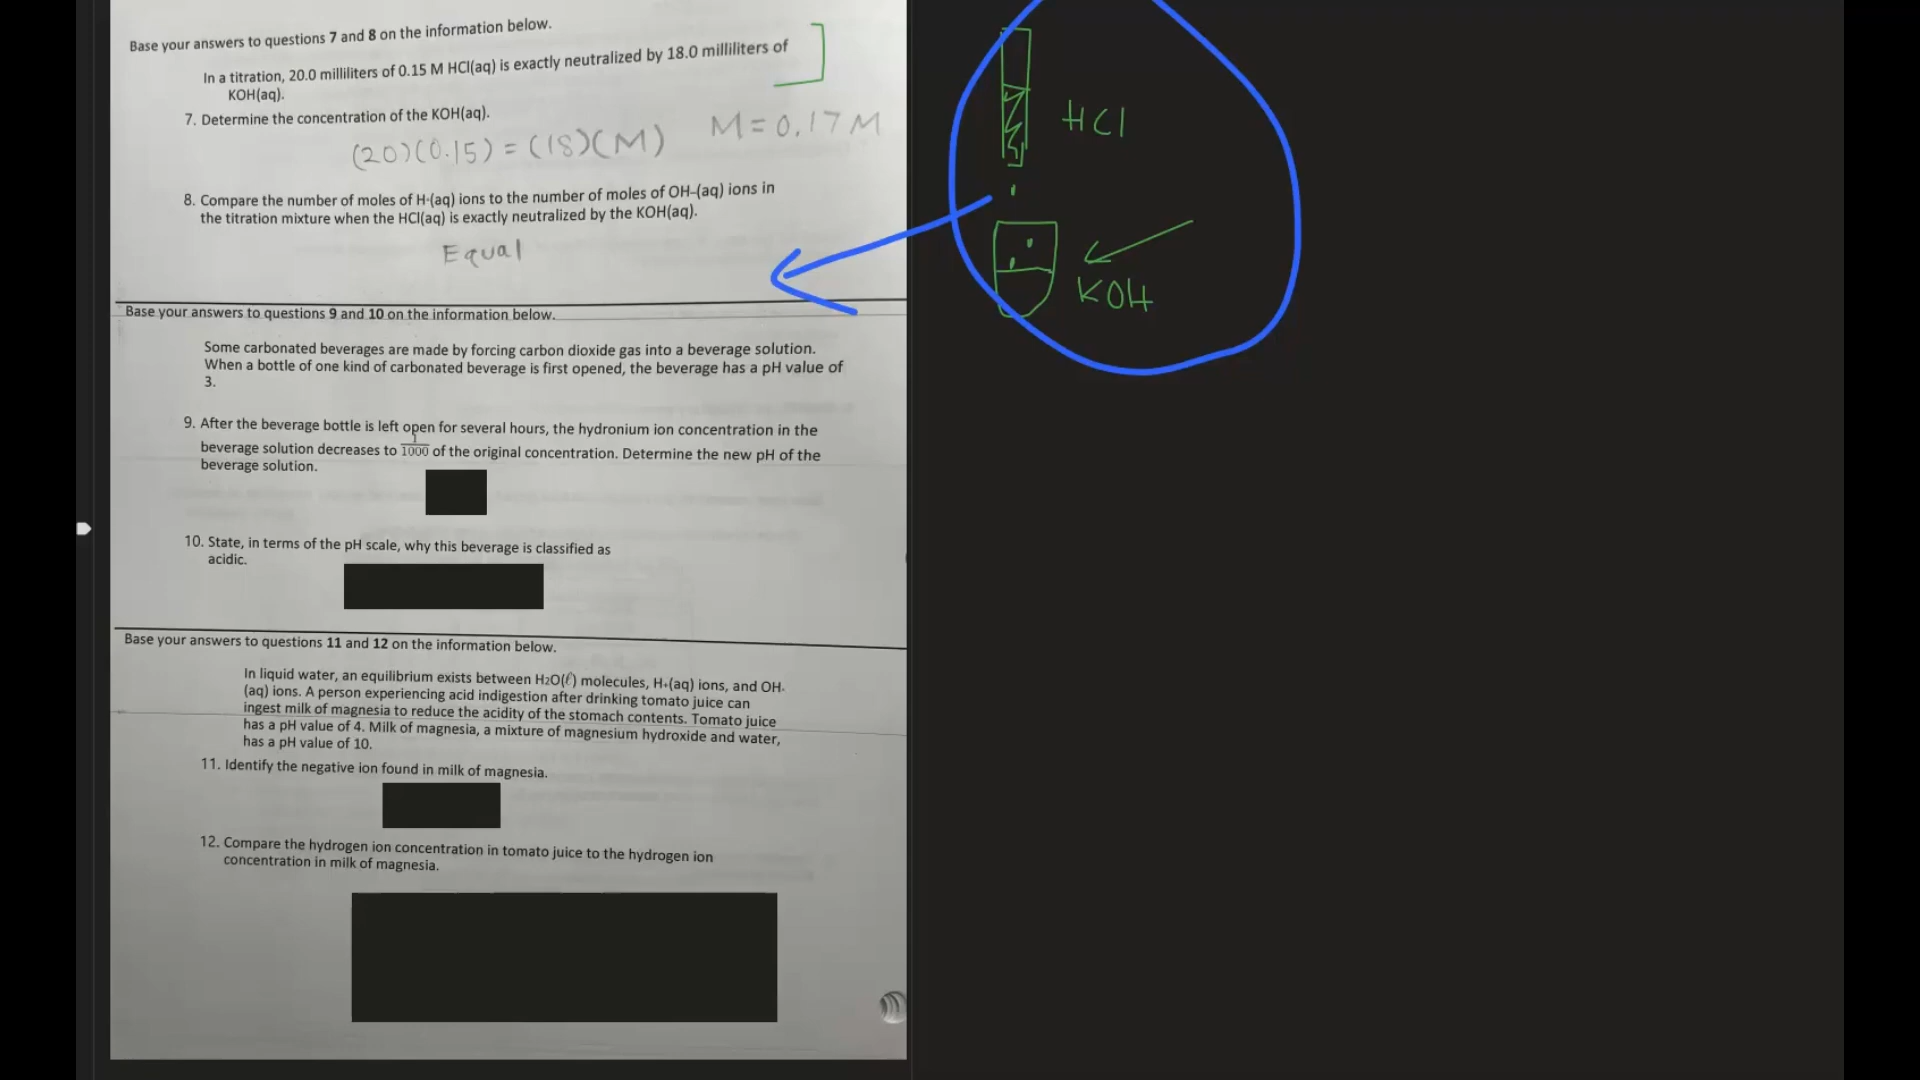 Base your answers to questions 7 and 8 on the information below.
In a titration, 20.0 milliliters of 0.15 M HCl(aq) is exactly neutralized by 18.0 milliliters of
KOH(aq).
7. Determine the concentration of the KOH(aq).
(20)(0.15) = (18)(M) M = 0.17 M
8. Compare the number of moles of H+(aq) ions to the number of moles of OH–(aq) ions in
the titration mixture when the HCl(aq) is exactly neutralized by the KOH(aq).
Equal
HCl
KOH
Base your answers to questions 9 and 10 on the information below.
Some carbonated beverages are made by forcing carbon dioxide gas into a beverage solution.
When a bottle of one kind of carbonated beverage is first opened, the beverage has a pH value of
3.
9. After the beverage bottle is left open for several hours, the hydronium ion concentration in the
beverage solution decreases to 1/1000 of the original concentration. Determine the new pH of the
beverage solution.
10. State, in terms of the pH scale, why this beverage is classified as
acidic.
Base your answers to questions 11 and 12 on the information below.
In liquid water, an equilibrium exists between H2O(ℓ) molecules, H+(aq) ions, and OH-
(aq) ions. A person experiencing acid indigestion after drinking tomato juice can
ingest milk of magnesia to reduce the acidity of the stomach contents. Tomato juice
has a pH value of 4. Milk of magnesia, a mixture of magnesium hydroxide and water,
has a pH value of 10.
11. Identify the negative ion found in milk of magnesia.
12. Compare the hydrogen ion concentration in tomato juice to the hydrogen ion
concentration in milk of magnesia.